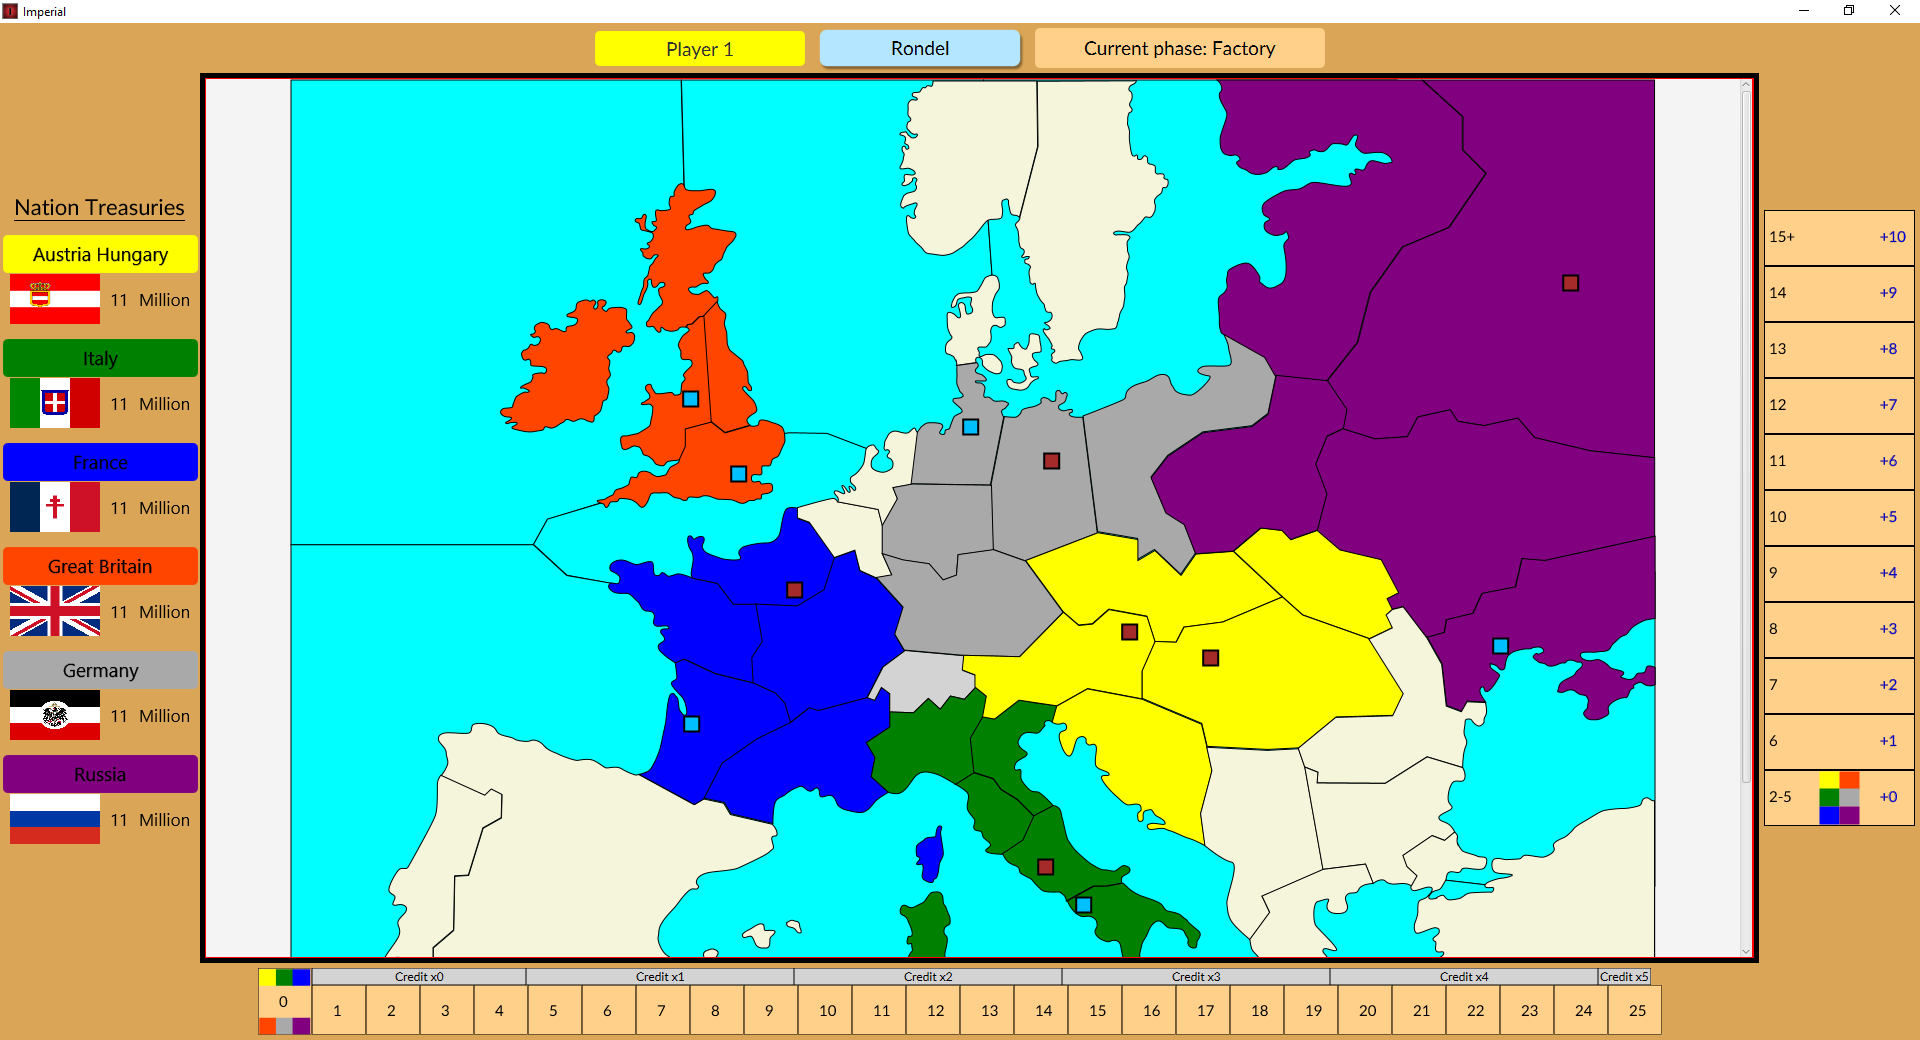 Imperial
Player 1
Rondel
Current phase: Factory
Nation Treasuries
Austria Hungary
11 Million
Italy
11 Million
France
11 Million
Great Britain
11 Million
Germany
11 Million
Russia
11 Million
15+ +10
14 +9
13 +8
12 +7
11 +6
10 +5
9 +4
8 +3
7 +2
6 +1
2-5 +0
Credit x0 Credit x1 Credit x2 Credit x3 Credit x4 Credit x5
0 1 2 3 4 5 6 7 8 9 10 11 12 13 14 15 16 17 18 19 20 21 22 23 24 25